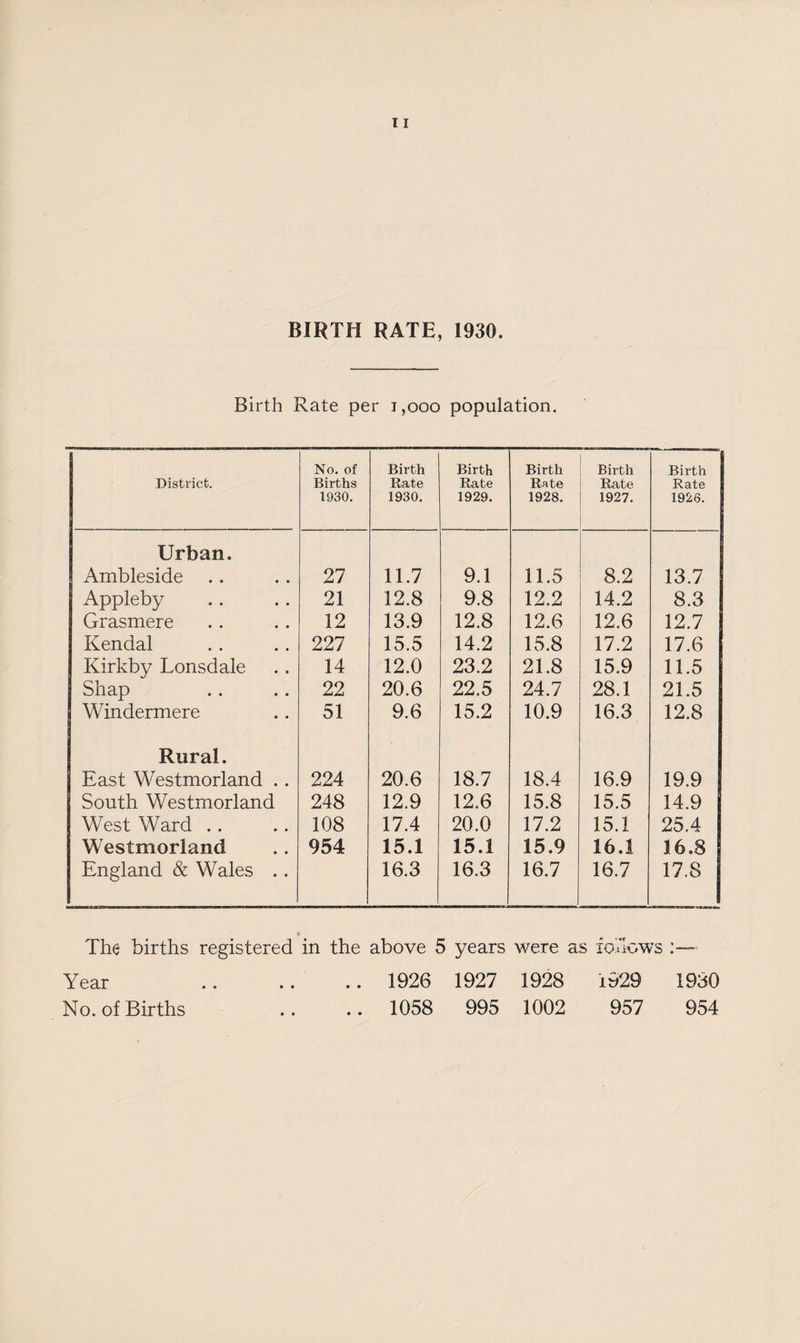 11
BIRTH RATE, 1930.
Birth Rate per 1,000 population.
District. No. of Births 1930. Birth Rate 1930. Birth Rate 1929. Birth Rate 1928. Birth Rate 1927. Birth Rate 1926.
Urban.
Ambleside .. .. 27 11.7 9.1 11.5 8.2 13.7
Appleby .. .. 21 12.8 9.8 12.2 14.2 8.3
Grasmere .. .. 12 13.9 12.8 12.6 12.6 12.7
Kendal .. .. 227 15.5 14.2 15.8 17.2 17.6
Kirkby Lonsdale .. 14 12.0 23.2 21.8 15.9 11.5
Shap .. .. 22 20.6 22.5 24.7 28.1 21.5
Windermere .. 51 9.6 15.2 10.9 16.3 12.8
Rural.
East Westmorland .. 224 20.6 18.7 18.4 16.9 19.9
South Westmorland 248 12.9 12.6 15.8 15.5 14.9
West Ward .. .. 108 17.4 20.0 17.2 15.1 25.4
Westmorland .. 954 15.1 15.1 15.9 16.1 16.8
England & Wales .. 16.3 16.3 16.7 16.7 17.8
The births registered in the above 5 years were as follows :—
Year .. .. .. 1926 1927 1928 1929 1930
No. of Births .. .. 1058 995 1002 957 954